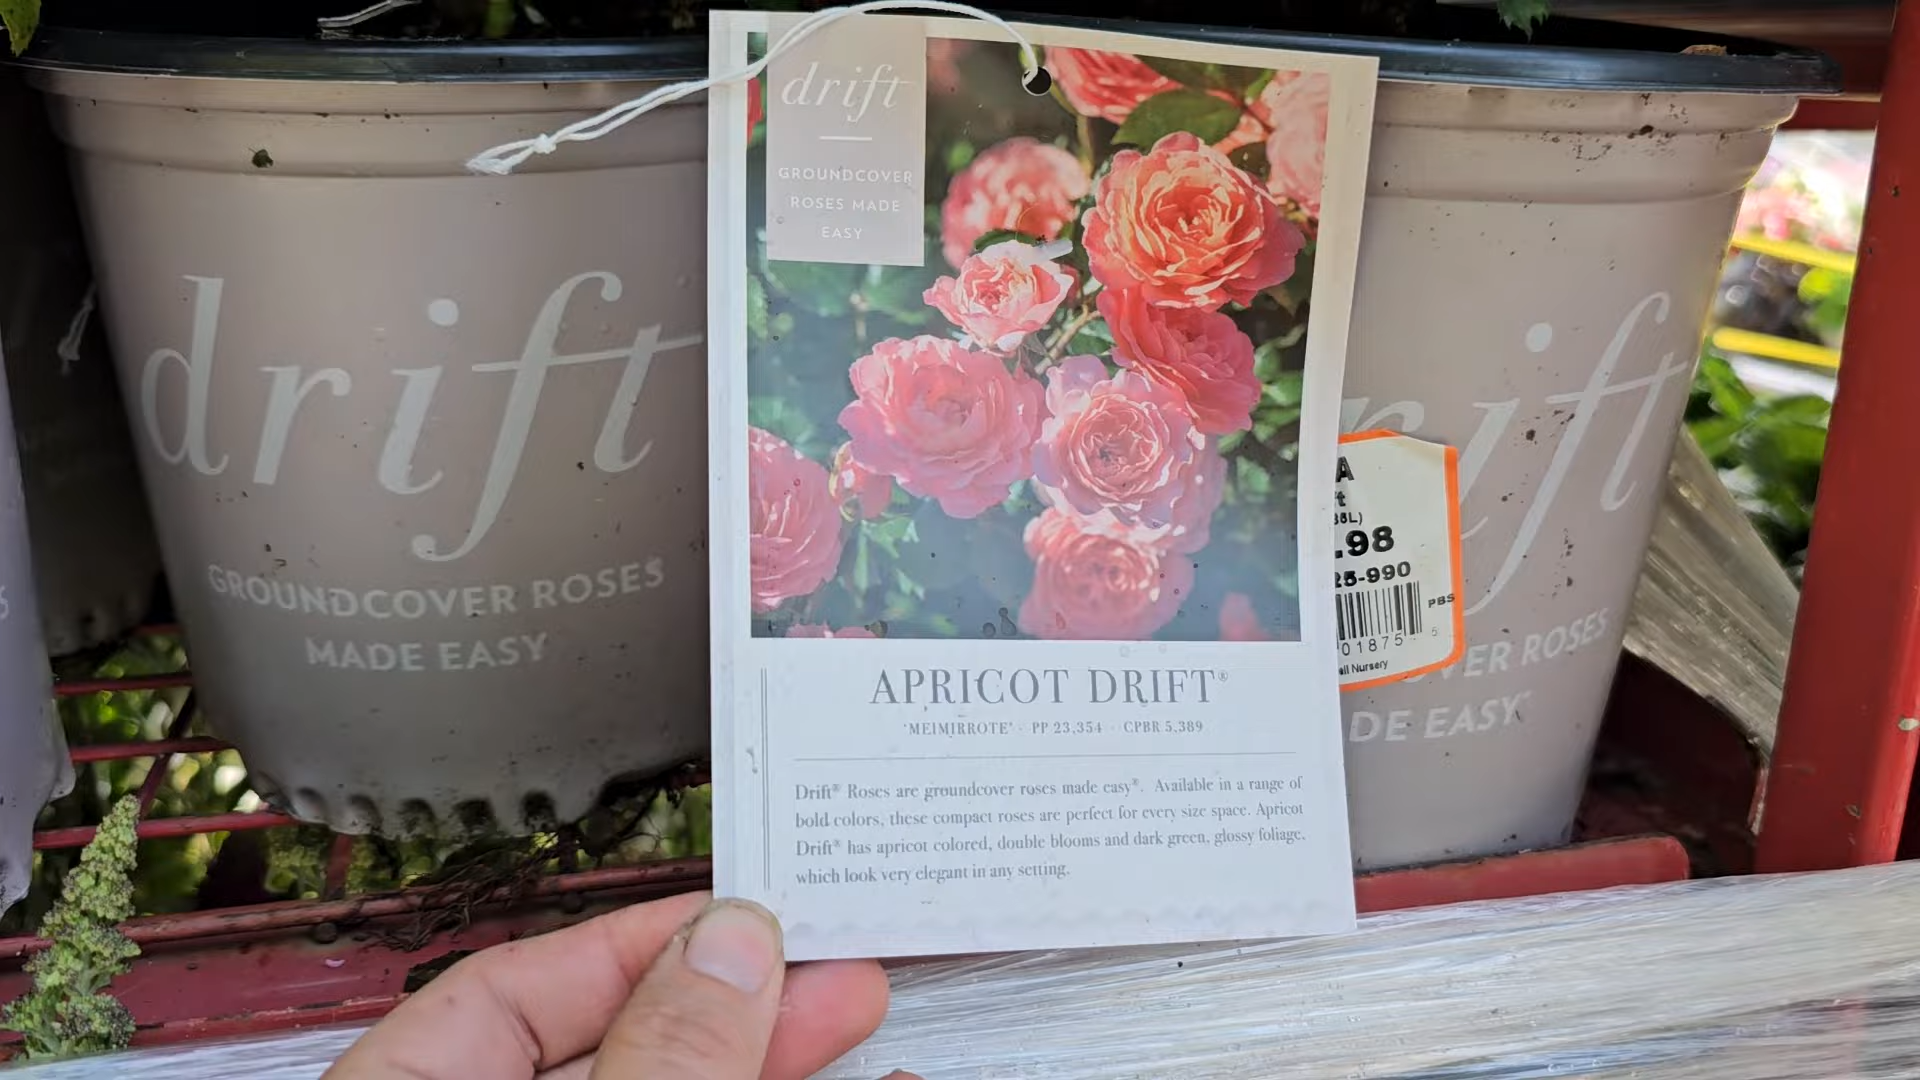 drift
GROUNDCOVER ROSES
MADE EASY
drift
GROUNDCOVER
ROSES MADE
EASY
APRICOT DRIFT®
'MEIMIRROTE' · PP 23,354 · CPBR 5,389
Drift® Roses are groundcover roses made easy®. Available in a range of
bold colors, these compact roses are perfect for every size space. Apricot
Drift® has apricot colored, double blooms and dark green, glossy foliage,
which look very elegant in any setting.
rift
VER ROSES
DE EASY
A
.98
25-990
PBS
01875 5
Nursery